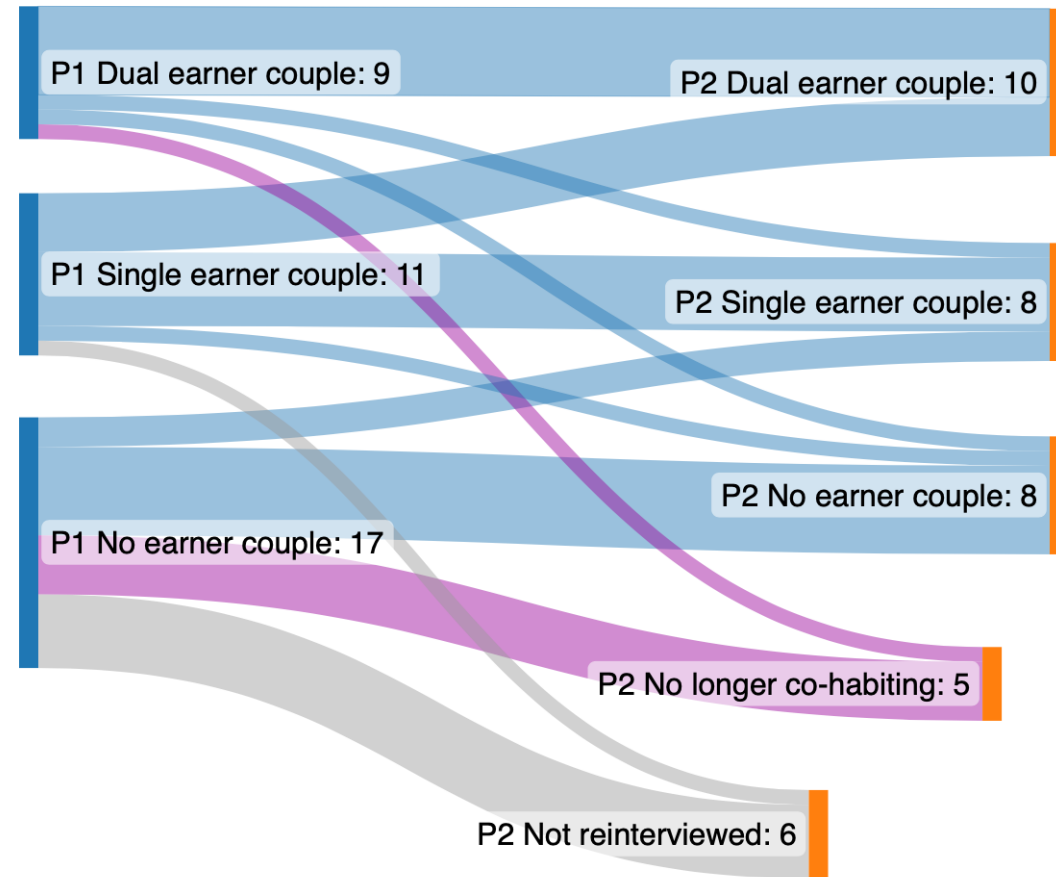 P1 Dual earner couple: 9
P2 Dual earner couple: 10
P1 Single earner couple: 11
P2 Single earner couple: 8
P2 No earner couple: 8
P1 No earner couple: 17
P2 No longer co-habiting: 5
P2 Not reinterviewed: 6